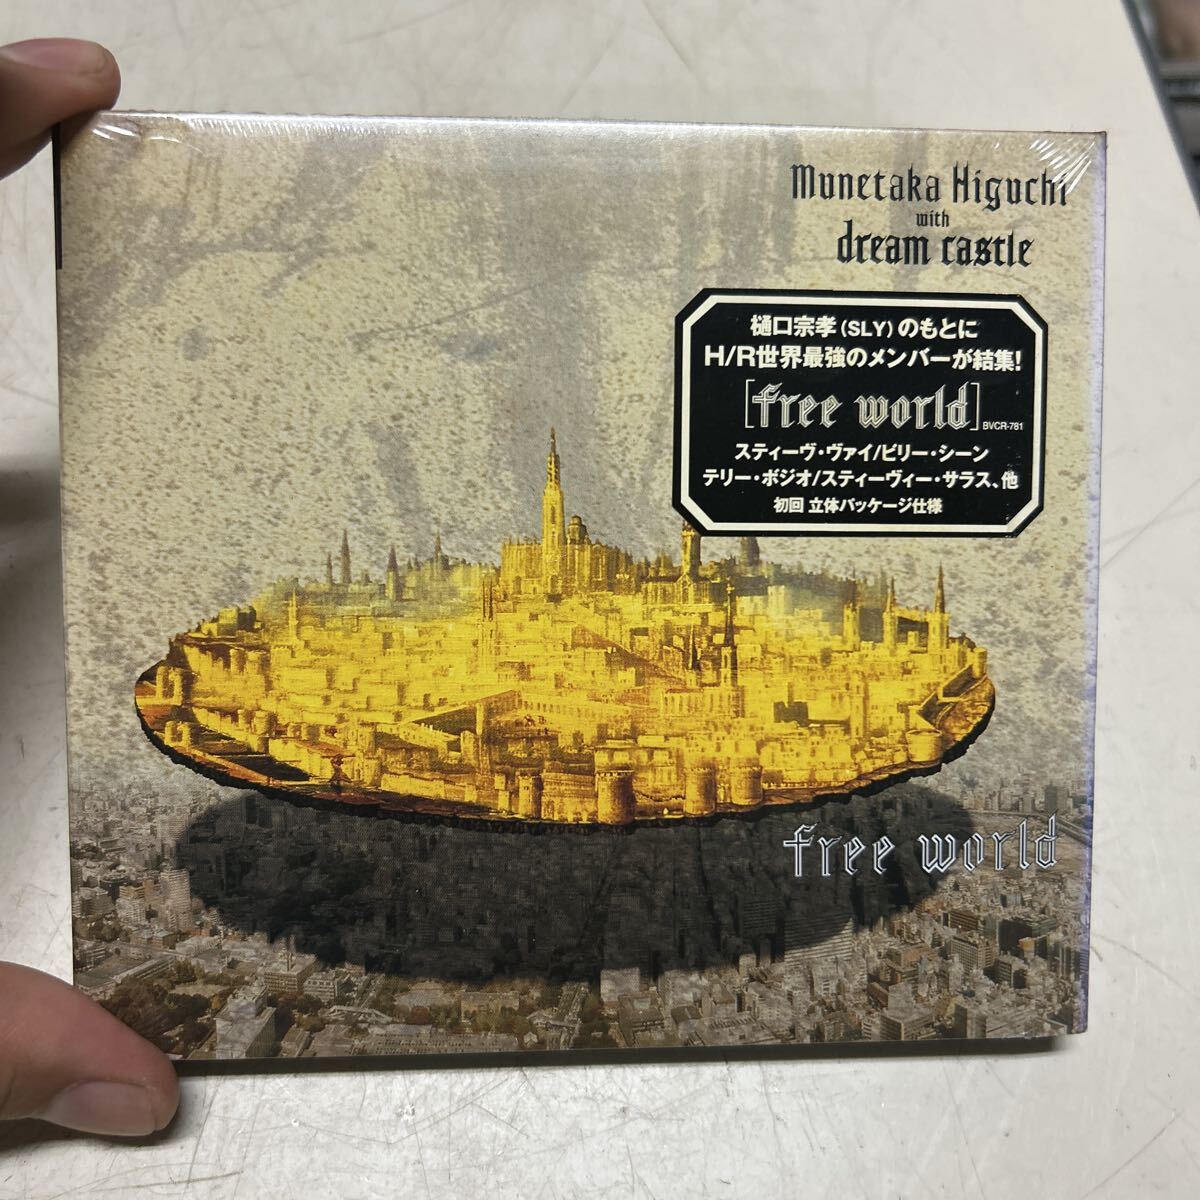 Munetaka Higuchi
with
dream castle
樋口宗孝(SLY)のもとに
H/R世界最強のメンバーが結集!
[free world] BVCR-781
スティーヴ・ヴァイ/ビリー・シーン
テリー・ボジオ/スティーヴィー・サラス、他
初回 立体パッケージ仕様
free world